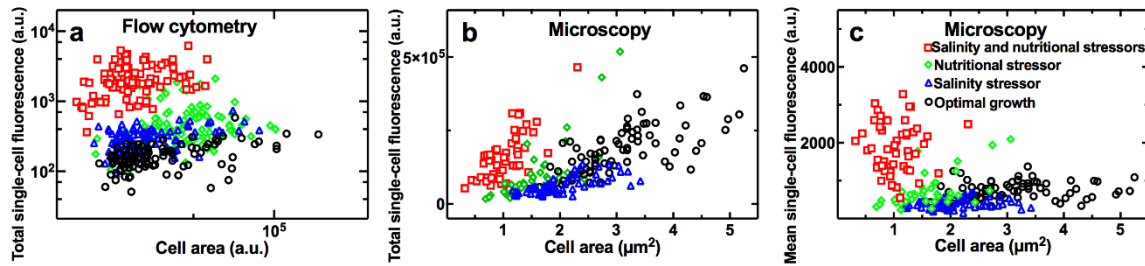 a
Flow cytometry
Total single-cell fluorescence (a.u.)
10⁴
10³
10²
10⁵
Cell area (a.u.)
b
Microscopy
Total single-cell fluorescence (a.u.)
5×10⁵
0
1 2 3 4 5
Cell area (µm²)
c
Microscopy
Mean single-cell fluorescence (a.u.)
Salinity and nutritional stressors
Nutritional stressor
Salinity stressor
Optimal growth
5000
2000
0
1 2 3 4 5
Cell area (µm²)